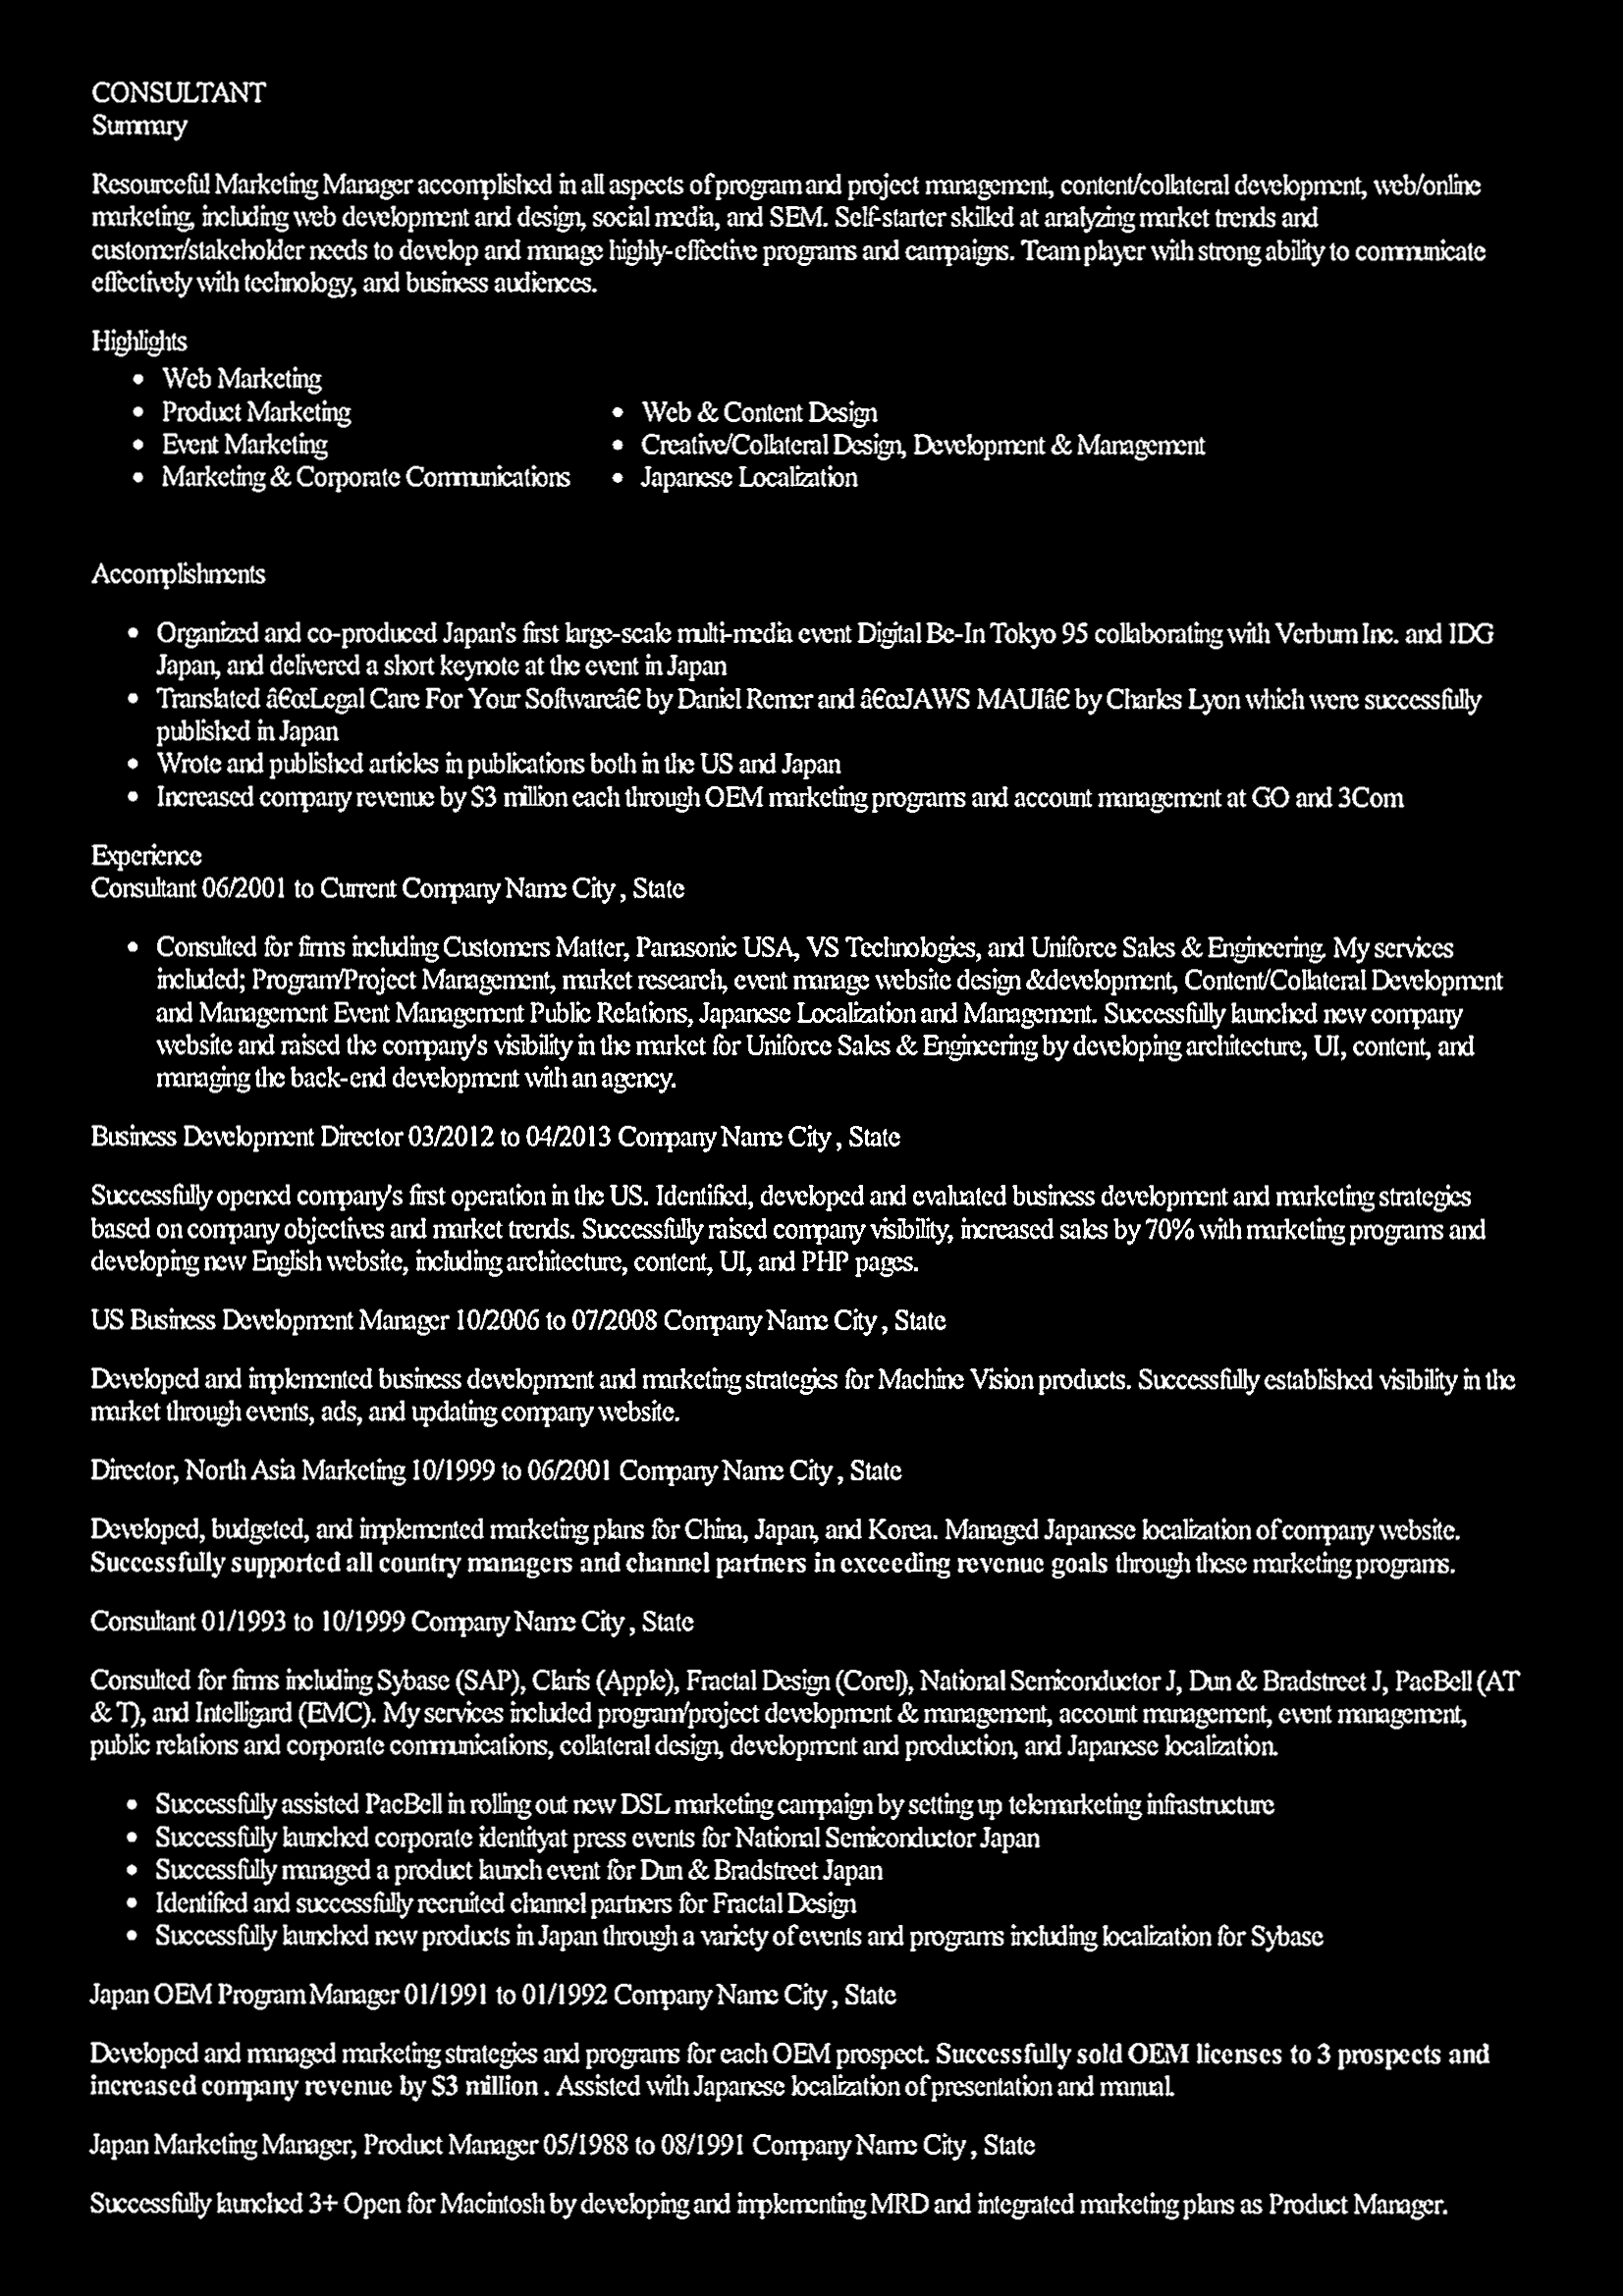 CONSULTANT
Summary
Resourceful Marketing Manager accomplished in all aspects of program and project management, content/collateral development, web/online
marketing, including web development and design, social media, and SEM. Self-starter skilled at analyzing market trends and
customer/stakeholder needs to develop and manage highly-effective programs and campaigns. Team player with strong ability to communicate
effectively with technology, and business audiences.
Highlights
• Web Marketing
• Product Marketing
• Event Marketing
• Marketing & Corporate Communications
• Web & Content Design
• Creative/Collateral Design, Development & Management
• Japanese Localization
Accomplishments
• Organized and co-produced Japan's first large-scale multi-media event Digital Be-In Tokyo 95 collaborating with Verbum Inc. and IDG
Japan, and delivered a short keynote at the event in Japan
• Translated â€œLegal Care For Your Softwareâ€ by Daniel Remer and â€œJAWS MAUIâ€ by Charles Lyon which were successfully
published in Japan
• Wrote and published articles in publications both in the US and Japan
• Increased company revenue by $3 million each through OEM marketing programs and account management at GO and 3Com
Experience
Consultant 06/2001 to Current Company Name City , State
• Consulted for firms including Customers Matter, Panasonic USA, VS Technologies, and Uniforce Sales & Engineering. My services
included; Program/Project Management, market research, event manage website design &development, Content/Collateral Development
and Management Event Management Public Relations, Japanese Localization and Management. Successfully launched new company
website and raised the company's visibility in the market for Uniforce Sales & Engineering by developing architecture, UI, content, and
managing the back-end development with an agency.
Business Development Director 03/2012 to 04/2013 Company Name City , State
Successfully opened company's first operation in the US. Identified, developed and evaluated business development and marketing strategies
based on company objectives and market trends. Successfully raised company visibility, increased sales by 70% with marketing programs and
developing new English website, including architecture, content, UI, and PHP pages.
US Business Development Manager 10/2006 to 07/2008 Company Name City , State
Developed and implemented business development and marketing strategies for Machine Vision products. Successfully established visibility in the
market through events, ads, and updating company website.
Director, North Asia Marketing 10/1999 to 06/2001 Company Name City , State
Developed, budgeted, and implemented marketing plans for China, Japan, and Korea. Managed Japanese localization of company website.
Successfully supported all country managers and channel partners in exceeding revenue goals through these marketing programs.
Consultant 01/1993 to 10/1999 Company Name City , State
Consulted for firms including Sybase (SAP), Claris (Apple), Fractal Design (Corel), National Semiconductor J, Dun & Bradstreet J, PacBell (AT
& T), and Intelligard (EMC). My services included program/project development & management, account management, event management,
public relations and corporate communications, collateral design, development and production, and Japanese localization.
• Successfully assisted PacBell in rolling out new DSL marketing campaign by setting up telemarketing infrastructure
• Successfully launched corporate identityat press events for National Semiconductor Japan
• Successfully managed a product launch event for Dun & Bradstreet Japan
• Identified and successfully recruited channel partners for Fractal Design
• Successfully launched new products in Japan through a variety of events and programs including localization for Sybase
Japan OEM Program Manager 01/1991 to 01/1992 Company Name City , State
Developed and managed marketing strategies and programs for each OEM prospect. Successfully sold OEM licenses to 3 prospects and
increased company revenue by $3 million . Assisted with Japanese localization of presentation and manual.
Japan Marketing Manager, Product Manager 05/1988 to 08/1991 Company Name City , State
Successfully launched 3+ Open for Macintosh by developing and implementing MRD and integrated marketing plans as Product Manager.